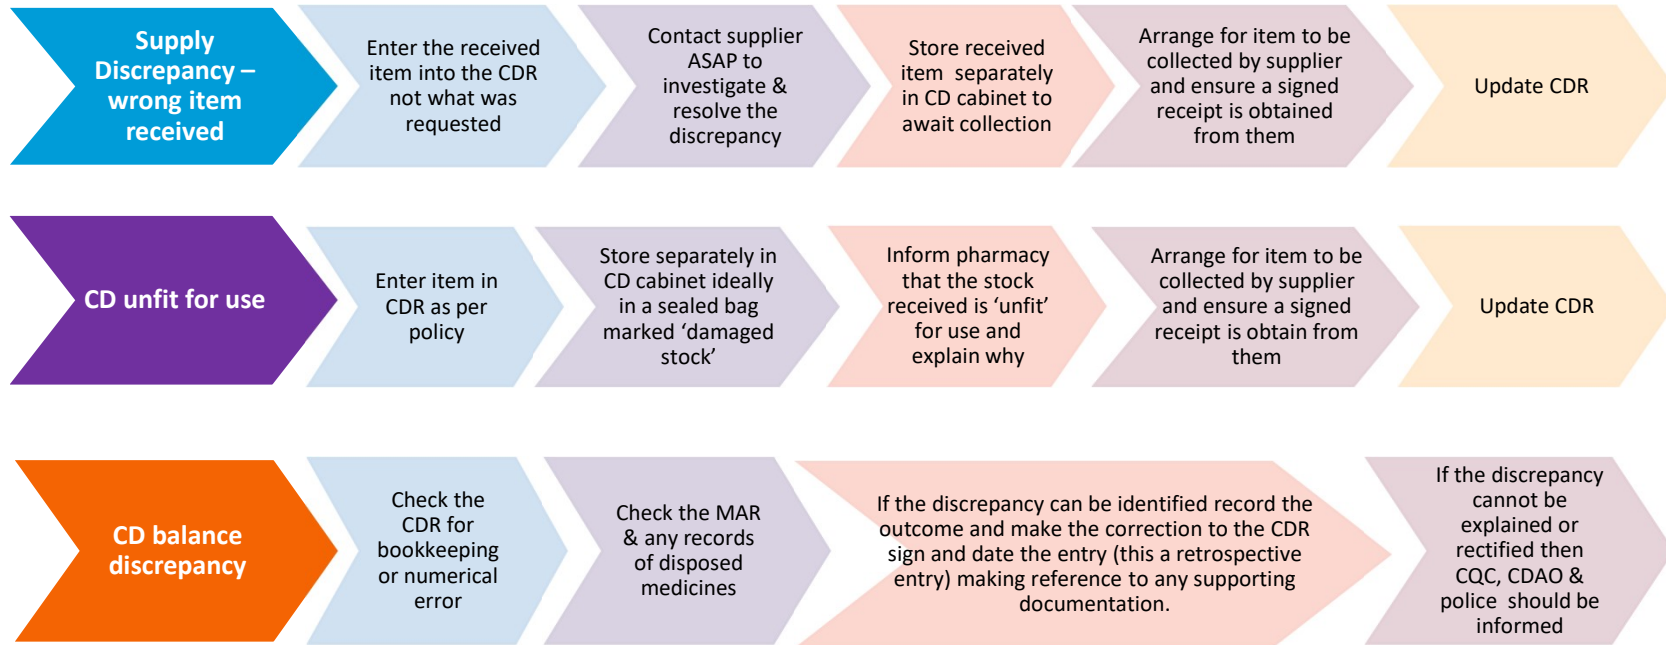 Supply
Discrepancy –
wrong item
received
Enter the received
item into the CDR
not what was
requested
Contact supplier
ASAP to
investigate &
resolve the
discrepancy
Store received
item separately
in CD cabinet to
await collection
Arrange for item to be
collected by supplier
and ensure a signed
receipt is obtained
from them
Update CDR
CD unfit for use
Enter item in
CDR as per
policy
Store separately in
CD cabinet ideally
in a sealed bag
marked ‘damaged
stock’
Inform pharmacy
that the stock
received is ‘unfit’
for use and
explain why
Arrange for item to be
collected by supplier
and ensure a signed
receipt is obtain from
them
Update CDR
CD balance
discrepancy
Check the
CDR for
bookkeeping
or numerical
error
Check the MAR
& any records
of disposed
medicines
If the discrepancy can be identified record the
outcome and make the correction to the CDR
sign and date the entry (this a retrospective
entry) making reference to any supporting
documentation.
If the discrepancy
cannot be
explained or
rectified then
CQC, CDAO &
police should be
informed